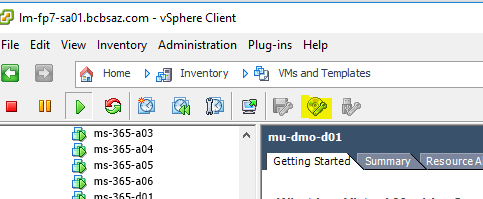 lm-fp7-sa01.bcbsaz.com - vSphere Client
File Edit View Inventory Administration Plug-ins Help
Home Inventory VMs and Templates
ms-365-a03
ms-365-a04
ms-365-a05
ms-365-a06
ms-365-d01
mu-dmo-d01
Getting Started Summary Resource Al